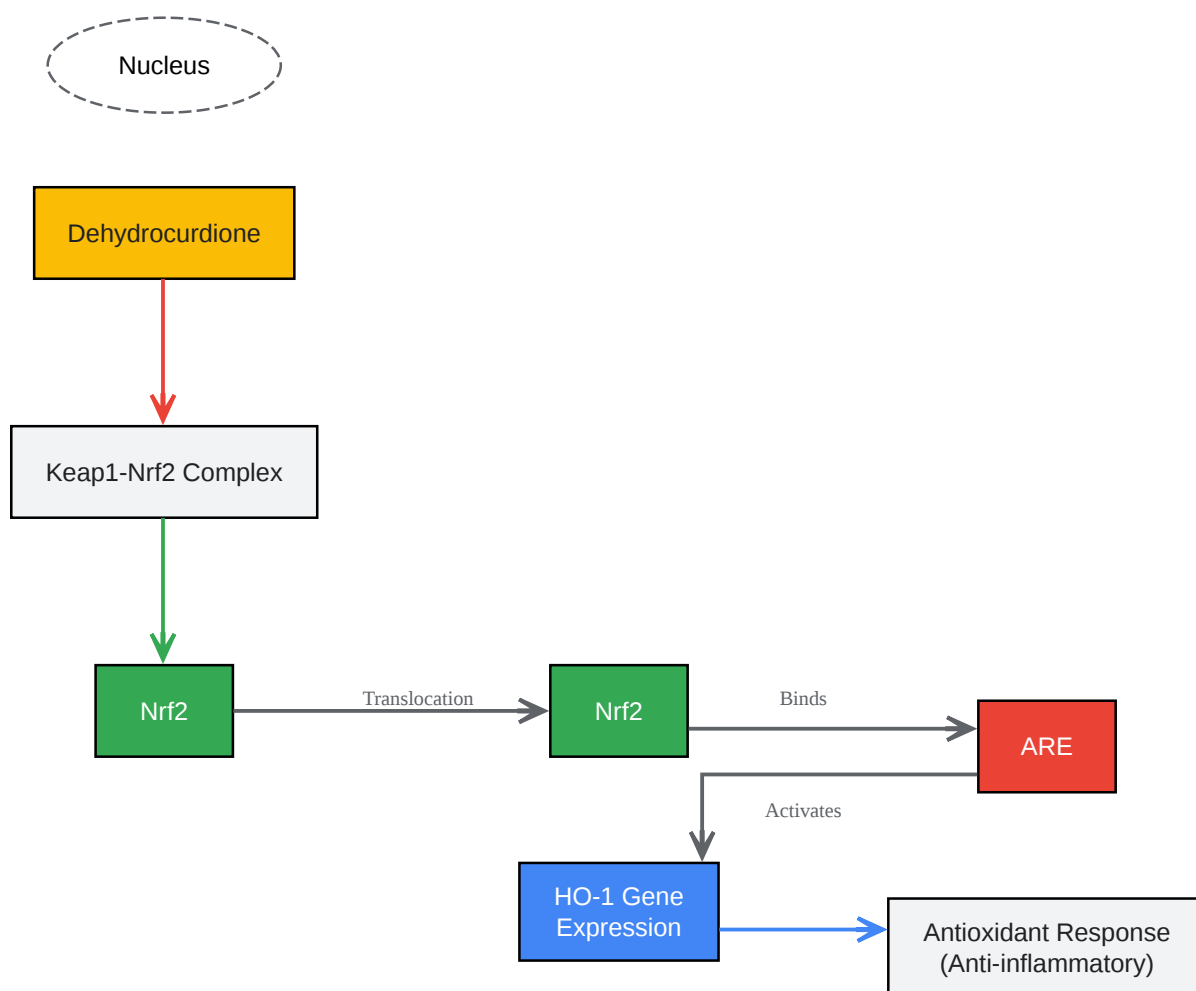 Nucleus
Dehydrocurdione
Keap1-Nrf2 Complex
Nrf2
Translocation
Nrf2
Binds
ARE
Activates
HO-1 Gene
Expression
Antioxidant Response
(Anti-inflammatory)